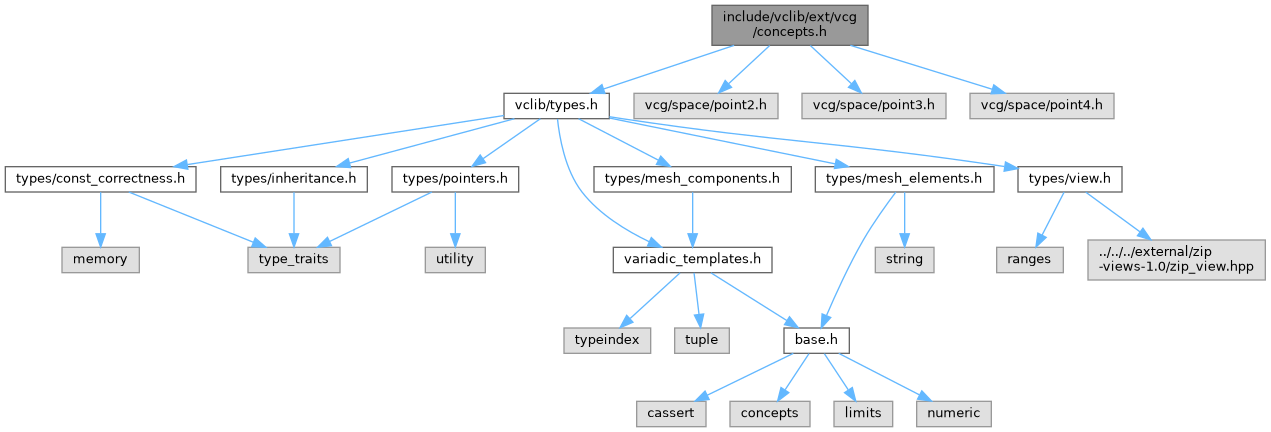 include/vclib/ext/vcg
/concepts.h
vclib/types.h
vcg/space/point2.h
vcg/space/point3.h
vcg/space/point4.h
types/const_correctness.h
types/inheritance.h
types/pointers.h
types/mesh_components.h
types/mesh_elements.h
types/view.h
memory
type_traits
utility
variadic_templates.h
string
ranges
../../../external/zip
-views-1.0/zip_view.hpp
typeindex
tuple
base.h
cassert
concepts
limits
numeric